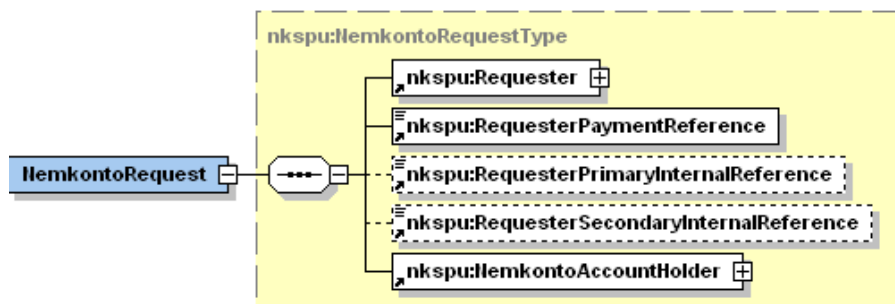 nkspu:NemkontoRequestType
nkspu:Requester
nkspu:RequesterPaymentReference
NemkontoRequest
nkspu:RequesterPrimaryInternalReference
nkspu:RequesterSecondaryInternalReference
nkspu:NemkontoAccountHolder